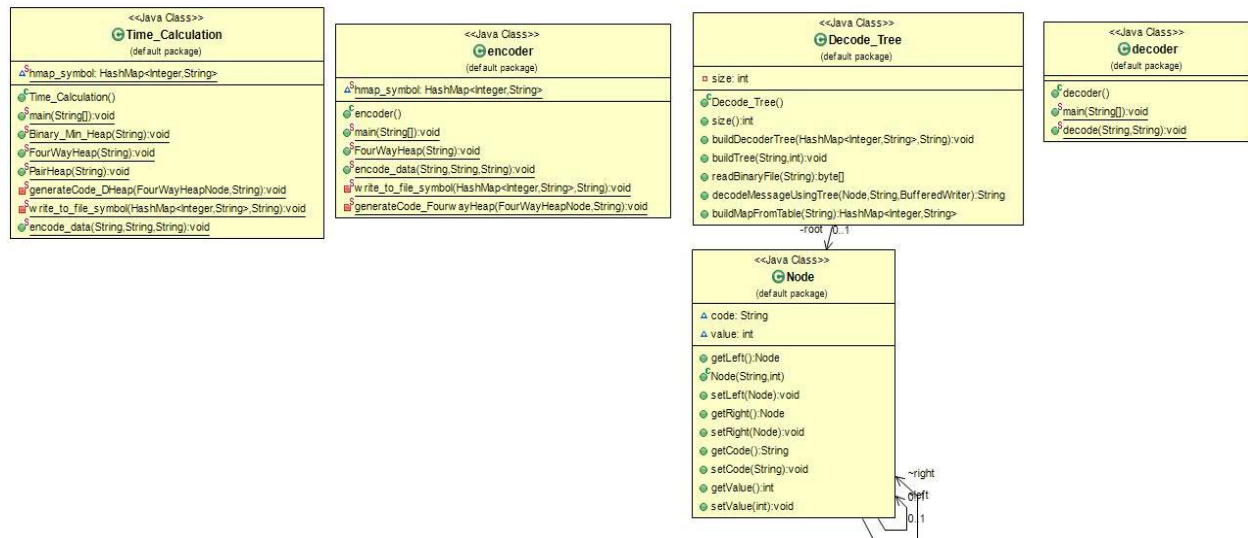 <<Java Class>>
Time_Calculation
(default package)
hmap_symbol: HashMap<Integer,String>
Time_Calculation()
main(String[]):void
Binary_Min_Heap(String):void
FourWayHeap(String):void
PairHeap(String):void
generateCode_DHeap(FourWayHeapNode,String):void
write_to_file_symbol(HashMap<Integer,String>,String):void
encode_data(String,String,String):void
<<Java Class>>
encoder
(default package)
hmap_symbol: HashMap<Integer,String>
encoder()
main(String[]):void
FourWayHeap(String):void
encode_data(String,String,String):void
write_to_file_symbol(HashMap<Integer,String>,String):void
generateCode_FourwayHeap(FourWayHeapNode,String):void
<<Java Class>>
Decode_Tree
(default package)
size: int
Decode_Tree()
size():int
buildDecoderTree(HashMap<Integer,String>,String):void
buildTree(String,int):void
readBinaryFile(String):byte[]
decodeMessageUsingTree(Node,String,BufferedWriter):String
buildMapFromTable(String):HashMap<Integer,String>
<<Java Class>>
decoder
(default package)
decoder()
main(String[]):void
decode(String,String):void
-root 0..1
<<Java Class>>
Node
(default package)
code: String
value: int
getLeft():Node
Node(String,int)
setLeft(Node):void
getRight():Node
setRight(Node):void
getCode():String
setCode(String):void
getValue():int
setValue(int):void
~right
~left
0..1